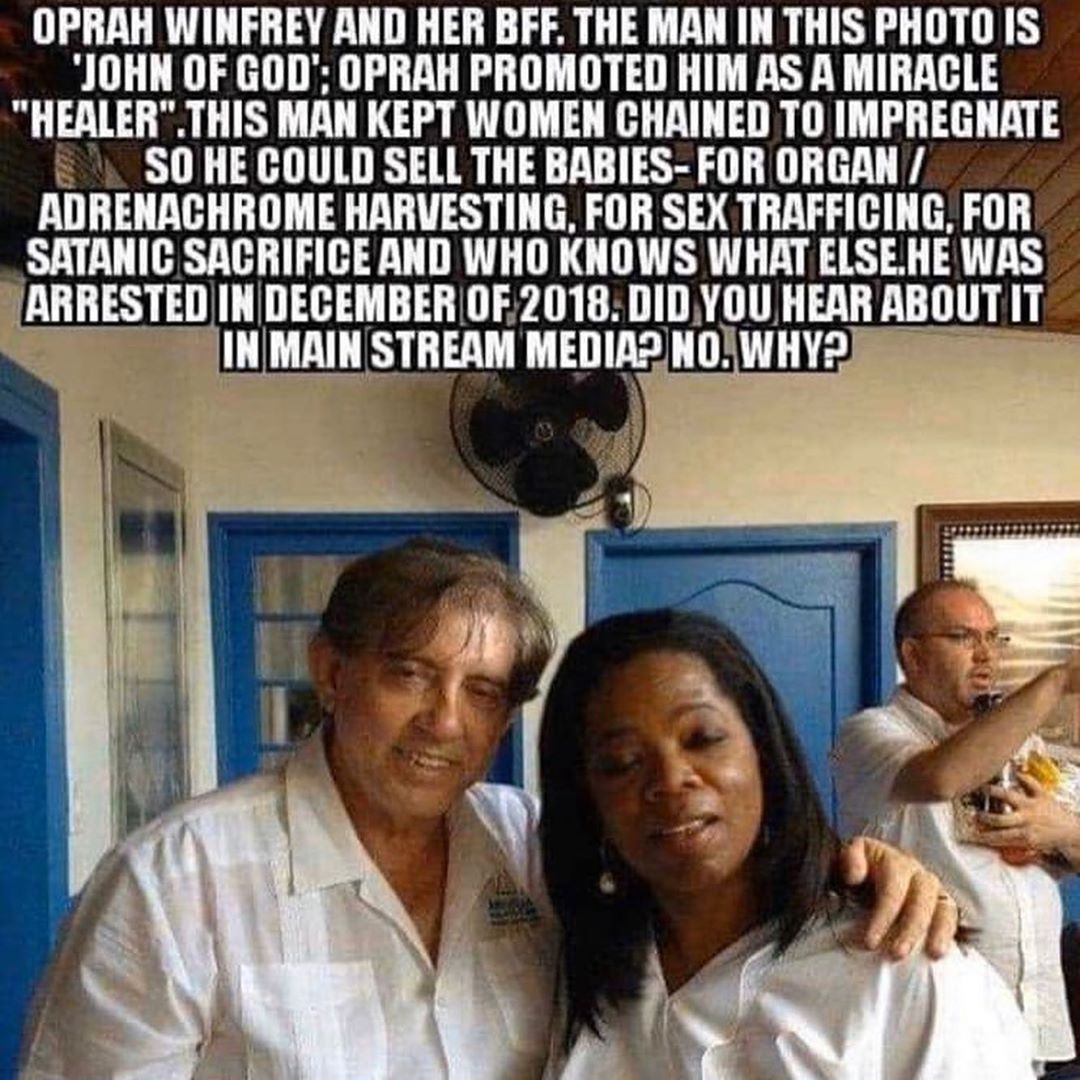 OPRAH WINFREY AND HER BFF. THE MAN IN THIS PHOTO IS
'JOHN OF GOD'; OPRAH PROMOTED HIM AS A MIRACLE
"HEALER".THIS MAN KEPT WOMEN CHAINED TO IMPREGNATE
SO HE COULD SELL THE BABIES- FOR ORGAN /
ADRENACHROME HARVESTING, FOR SEX TRAFFICING, FOR
SATANIC SACRIFICE AND WHO KNOWS WHAT ELSE.HE WAS
ARRESTED IN DECEMBER OF 2018. DID YOU HEAR ABOUT IT
IN MAIN STREAM MEDIA? NO. WHY?